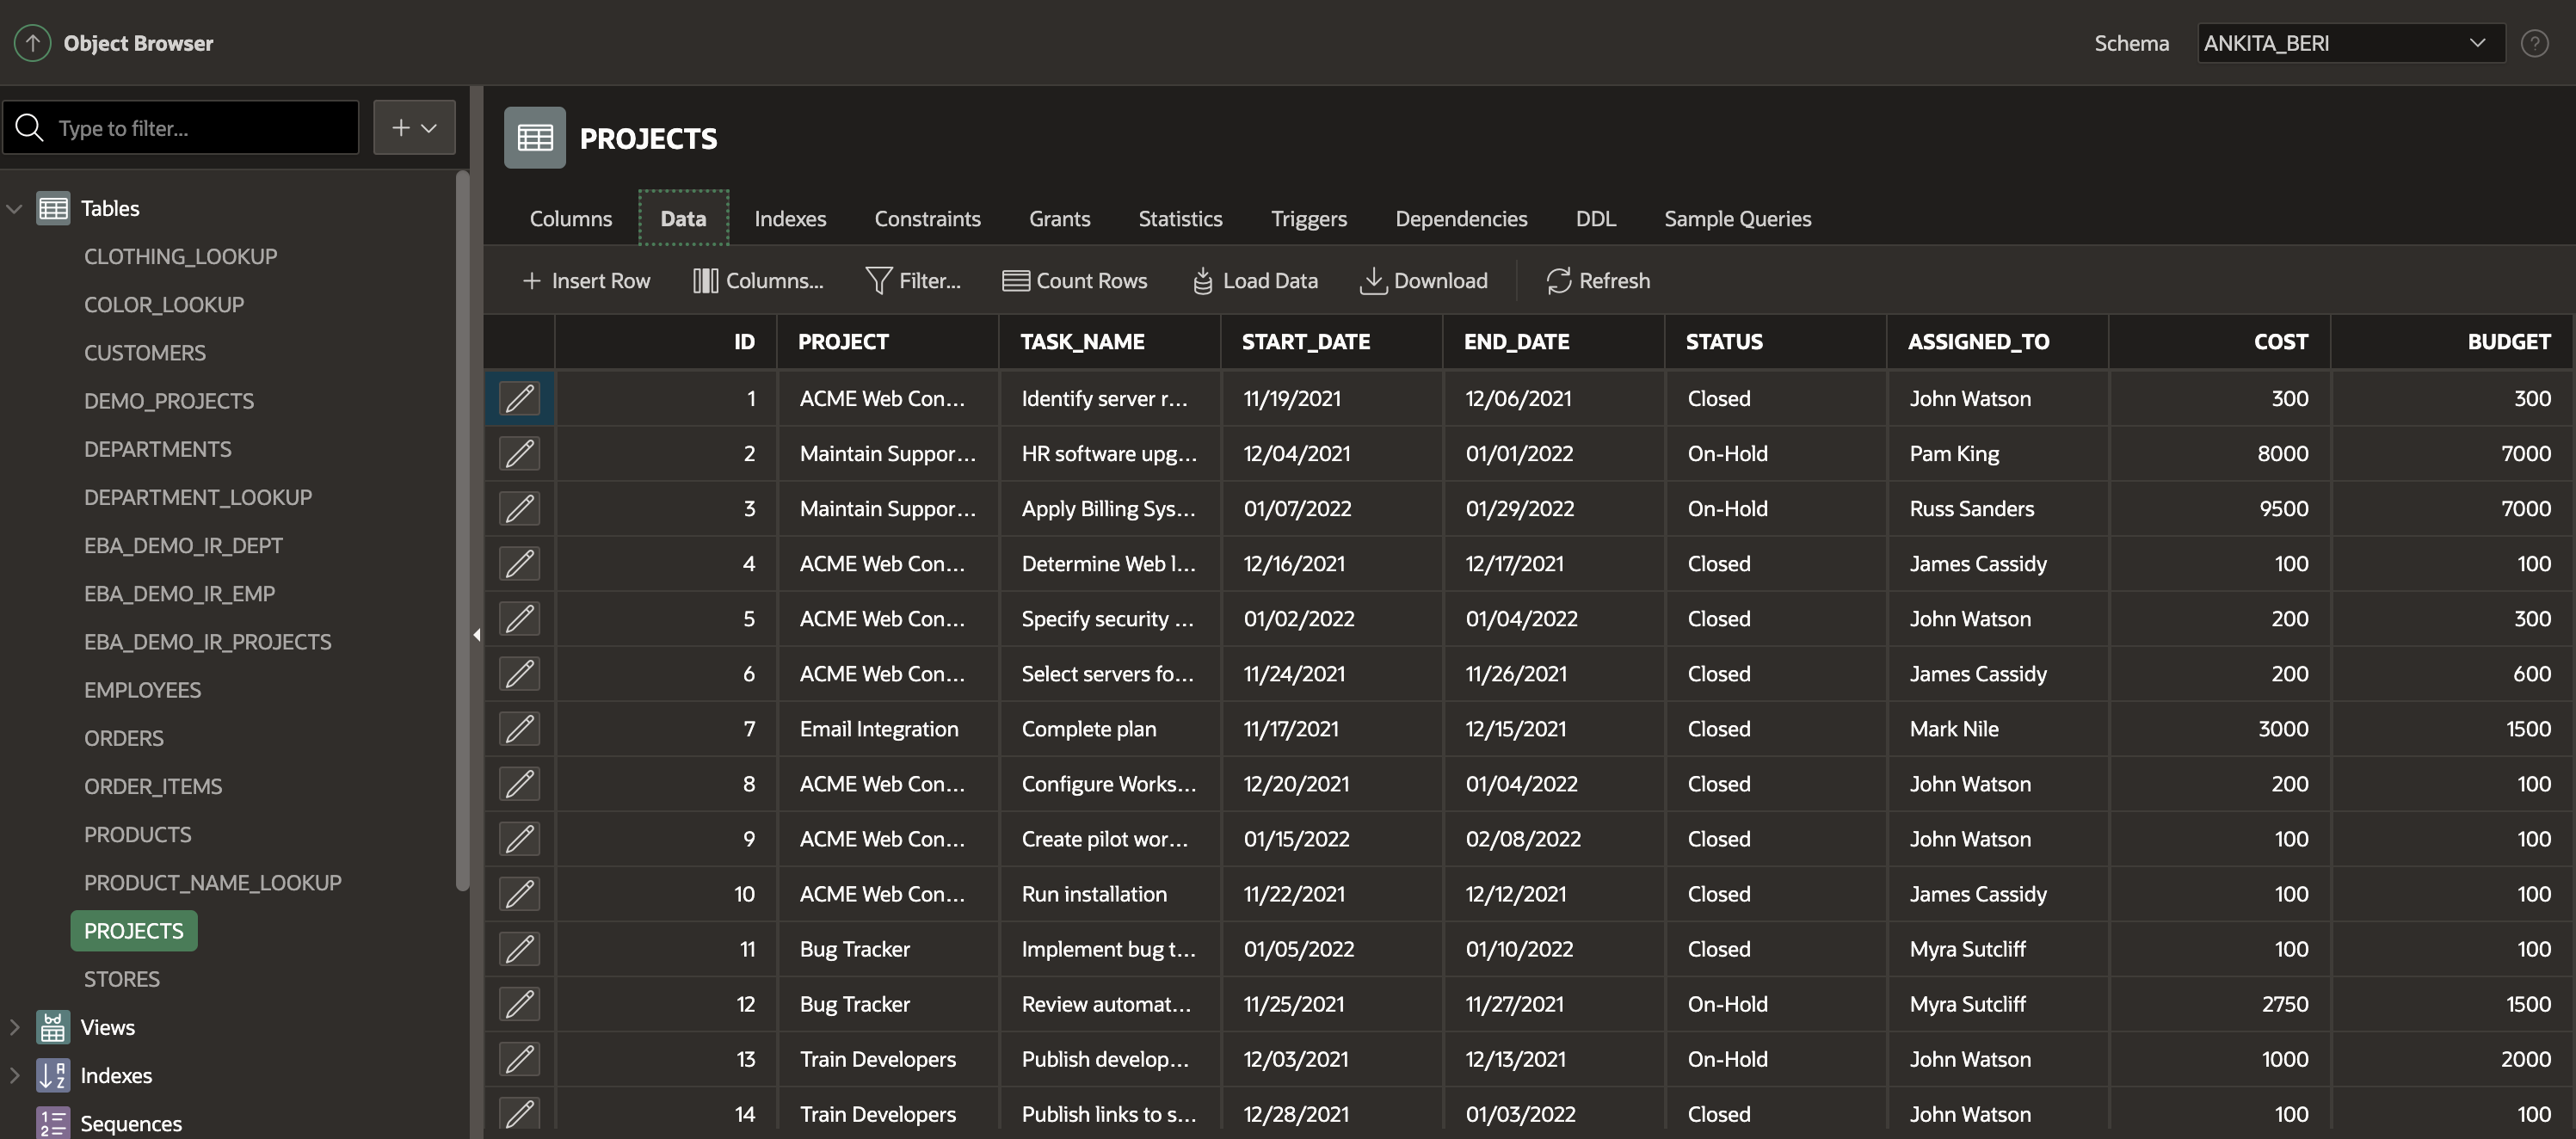 Object Browser
Schema ANKITA_BERI
Type to filter...
Tables
CLOTHING_LOOKUP
COLOR_LOOKUP
CUSTOMERS
DEMO_PROJECTS
DEPARTMENTS
DEPARTMENT_LOOKUP
EBA_DEMO_IR_DEPT
EBA_DEMO_IR_EMP
EBA_DEMO_IR_PROJECTS
EMPLOYEES
ORDERS
ORDER_ITEMS
PRODUCTS
PRODUCT_NAME_LOOKUP
PROJECTS
STORES
Views
Indexes
Sequences
PROJECTS
Columns Data Indexes Constraints Grants Statistics Triggers Dependencies DDL Sample Queries
Insert Row Columns... Filter... Count Rows Load Data Download Refresh
ID PROJECT TASK_NAME START_DATE END_DATE STATUS ASSIGNED_TO COST BUDGET
1 ACME Web Con... Identify server r... 11/19/2021 12/06/2021 Closed John Watson 300 300
2 Maintain Suppor... HR software upg... 12/04/2021 01/01/2022 On-Hold Pam King 8000 7000
3 Maintain Suppor... Apply Billing Sys... 01/07/2022 01/29/2022 On-Hold Russ Sanders 9500 7000
4 ACME Web Con... Determine Web l... 12/16/2021 12/17/2021 Closed James Cassidy 100 100
5 ACME Web Con... Specify security ... 01/02/2022 01/04/2022 Closed John Watson 200 300
6 ACME Web Con... Select servers fo... 11/24/2021 11/26/2021 Closed James Cassidy 200 600
7 Email Integration Complete plan 11/17/2021 12/15/2021 Closed Mark Nile 3000 1500
8 ACME Web Con... Configure Works... 12/20/2021 01/04/2022 Closed John Watson 200 100
9 ACME Web Con... Create pilot wor... 01/15/2022 02/08/2022 Closed John Watson 100 100
10 ACME Web Con... Run installation 11/22/2021 12/12/2021 Closed James Cassidy 100 100
11 Bug Tracker Implement bug t... 01/05/2022 01/10/2022 Closed Myra Sutcliff 100 100
12 Bug Tracker Review automat... 11/25/2021 11/27/2021 On-Hold Myra Sutcliff 2750 1500
13 Train Developers Publish develop... 12/03/2021 12/13/2021 On-Hold John Watson 1000 2000
14 Train Developers Publish links to s... 12/28/2021 01/03/2022 Closed John Watson 100 100